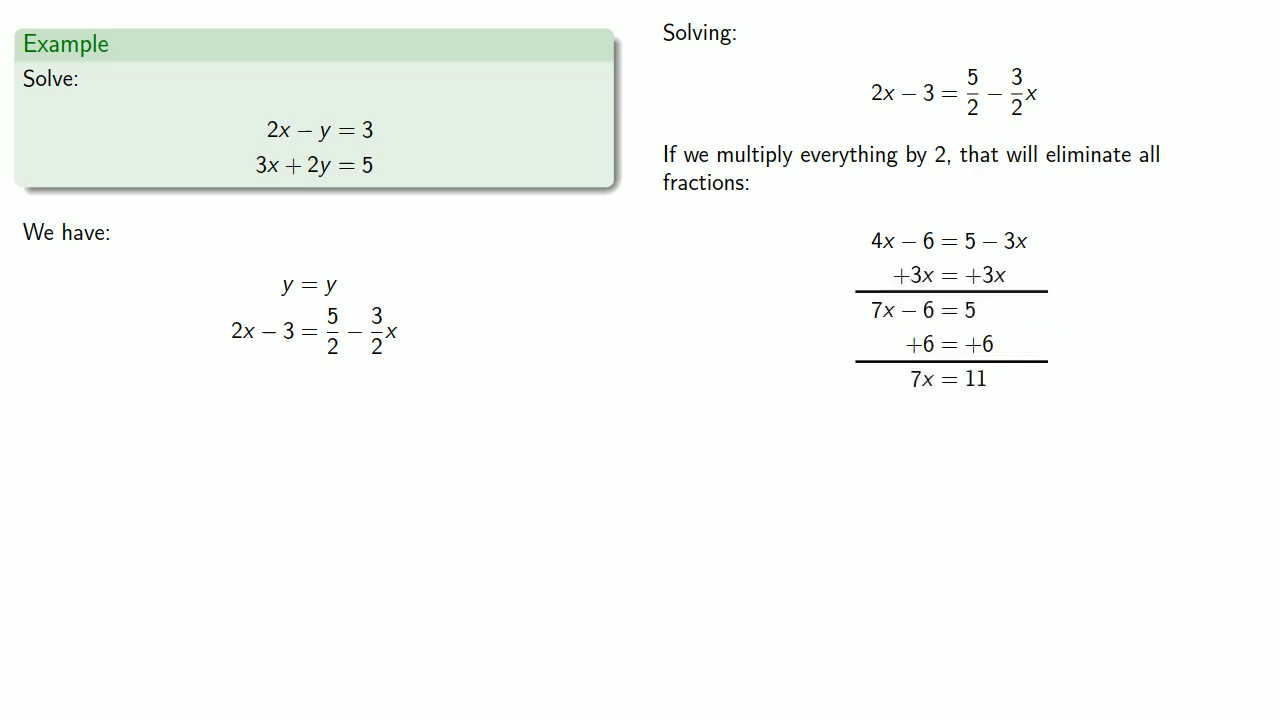 Example
Solve:
2x − y = 3
3x + 2y = 5
We have:
y = y
2x − 3 = 5/2 − 3/2 x
Solving:
2x − 3 = 5/2 − 3/2 x
If we multiply everything by 2, that will eliminate all
fractions:
4x − 6 = 5 − 3x
+3x = +3x
7x − 6 = 5
+6 = +6
7x = 11